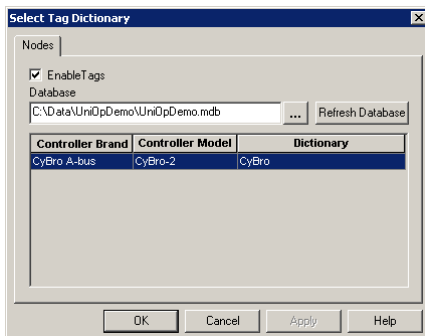 Select Tag Dictionary
Nodes
EnableTags
Database
C:\Data\UniOpDemo\UniOpDemo.mdb ... Refresh Database
Controller Brand Controller Model Dictionary
CyBro A-bus CyBro-2 CyBro
OK Cancel Apply Help